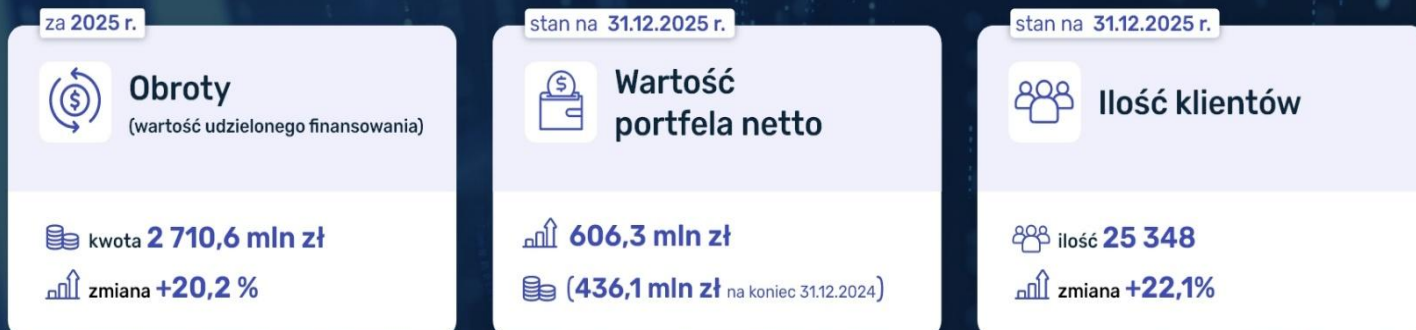 za 2025 r.
Obroty
(wartość udzielonego finansowania)
kwota 2 710,6 mln zł
zmiana +20,2 %
stan na 31.12.2025 r.
Wartość
portfela netto
606,3 mln zł
(436,1 mln zł na koniec 31.12.2024)
stan na 31.12.2025 r.
Ilość klientów
ilość 25 348
zmiana +22,1%